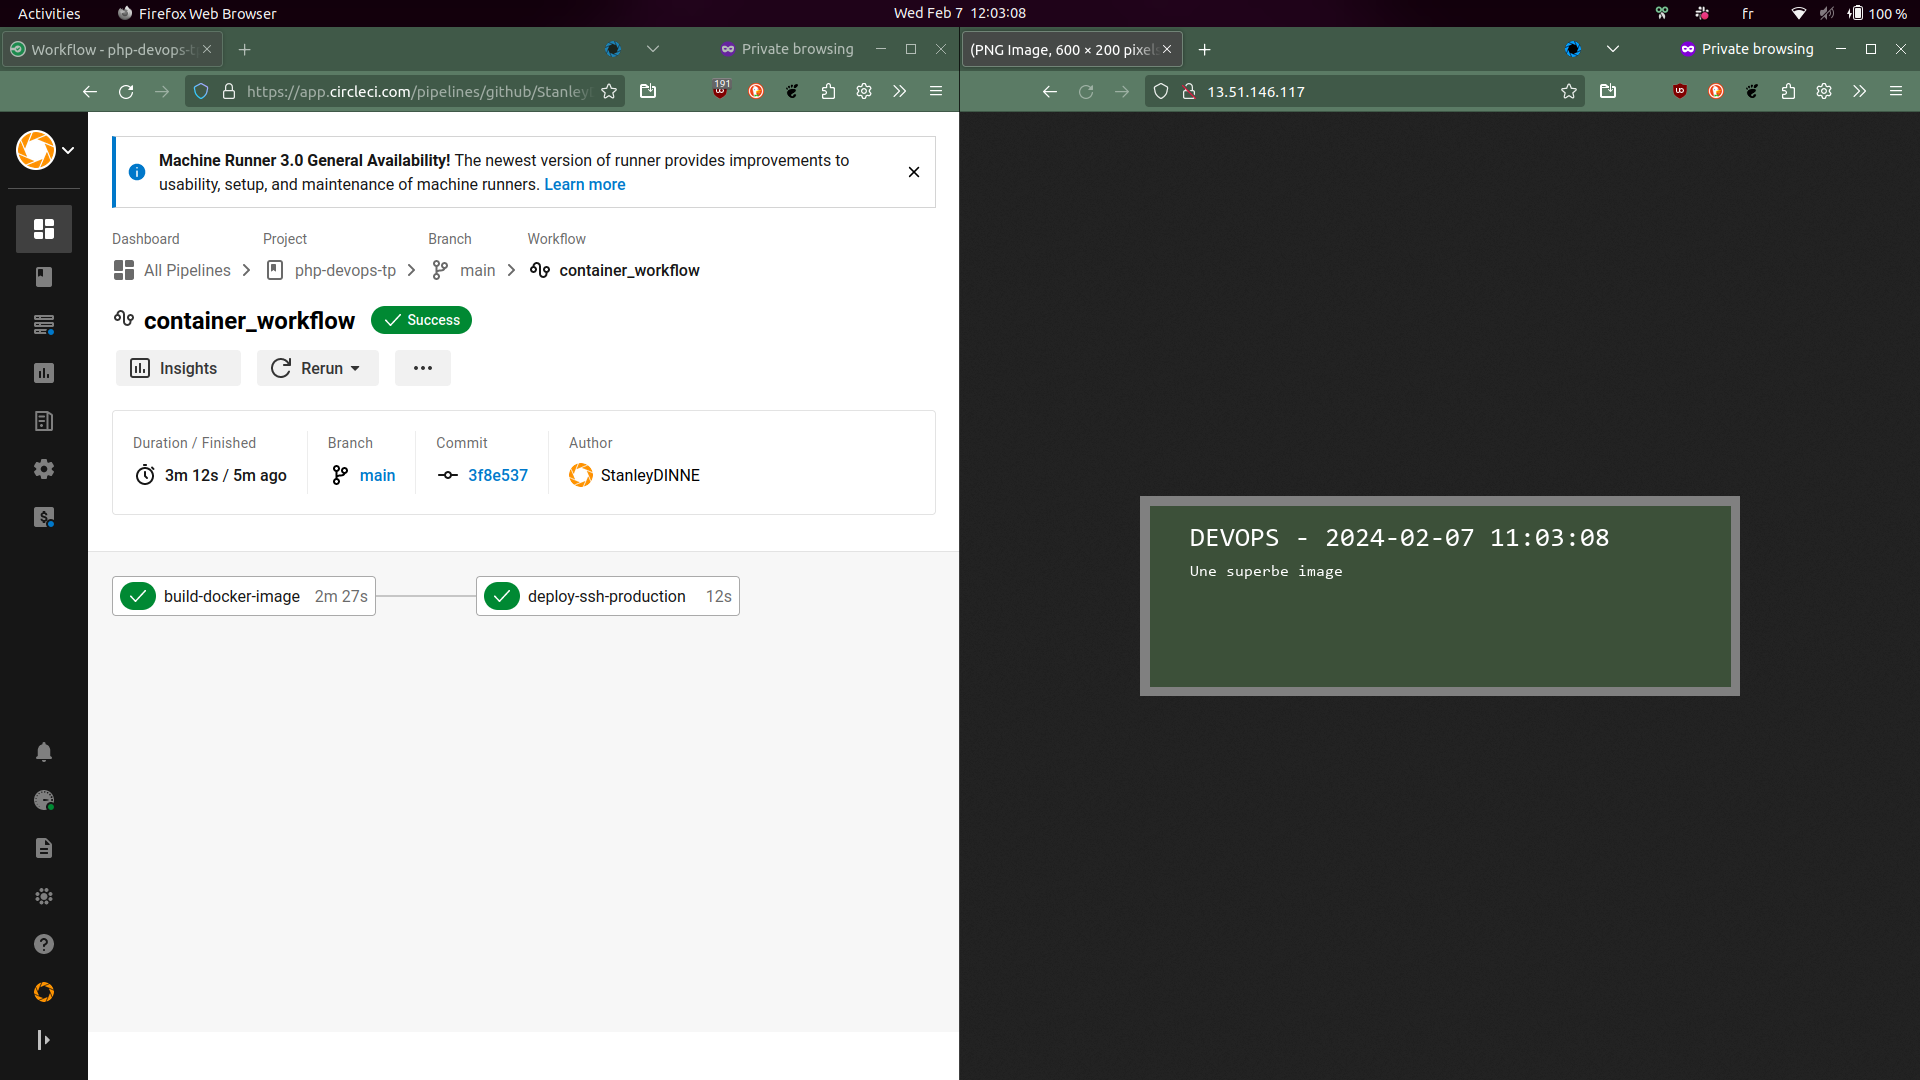 Activities
Firefox Web Browser
Wed Feb 7 12:03:08
fr
100 %
Workflow - php-devops-t
Private browsing
https://app.circleci.com/pipelines/github/Stanley
191
Machine Runner 3.0 General Availability! The newest version of runner provides improvements to
usability, setup, and maintenance of machine runners. Learn more
Dashboard
Project
Branch
Workflow
All Pipelines
php-devops-tp
main
container_workflow
container_workflow
Success
Insights
Rerun
Duration / Finished
Branch
Commit
Author
3m 12s / 5m ago
main
3f8e537
StanleyDINNE
build-docker-image 2m 27s
deploy-ssh-production 12s
(PNG Image, 600 × 200 pixels
Private browsing
13.51.146.117
DEVOPS - 2024-02-07 11:03:08
Une superbe image